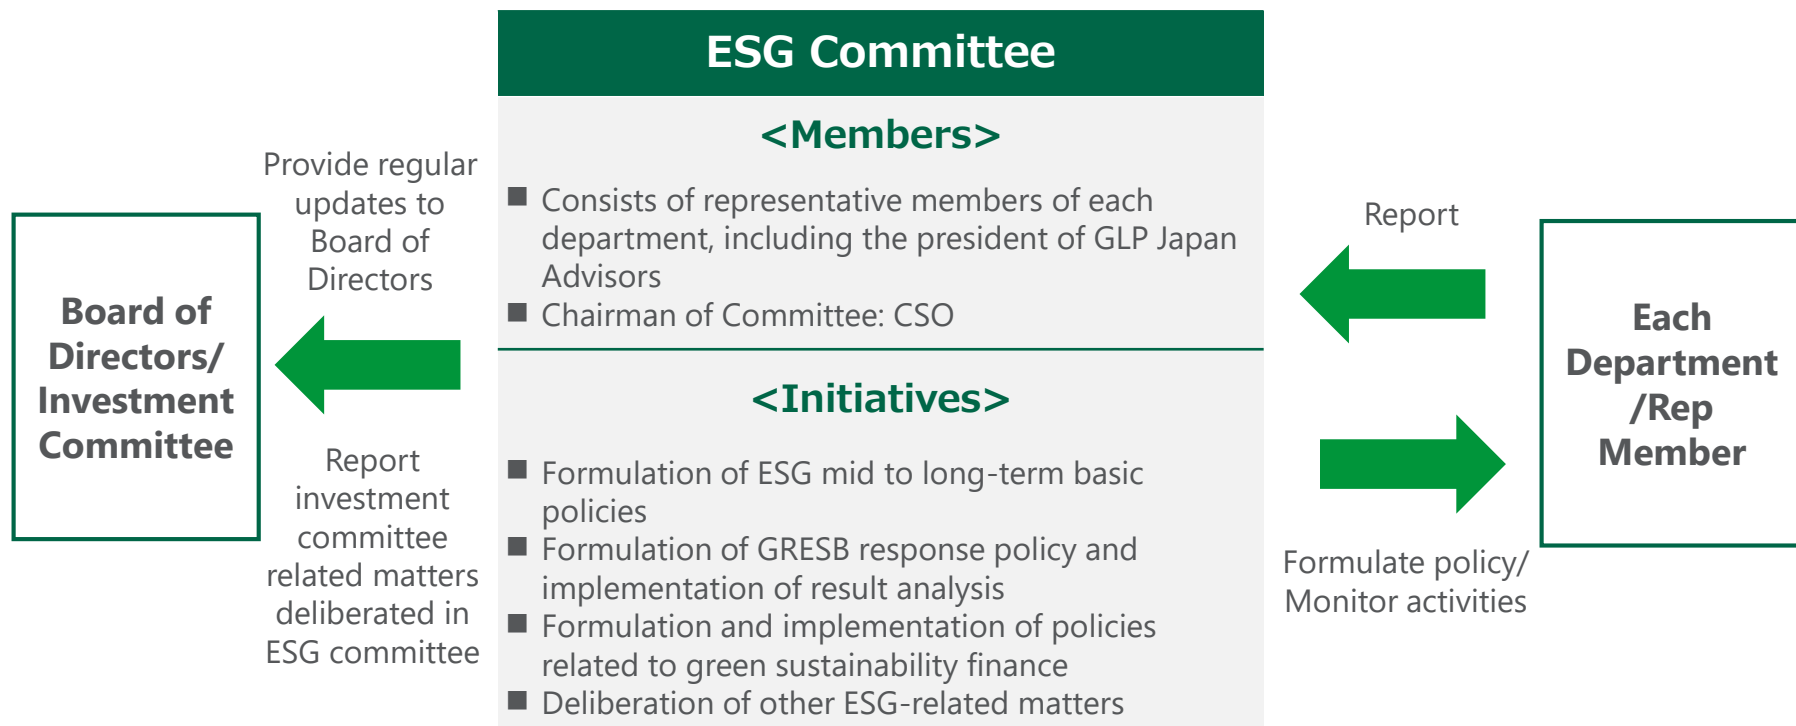 ESG Committee
<Members>
■ Consists of representative members of each
department, including the president of GLP Japan
Advisors
■ Chairman of Committee: CSO
<Initiatives>
■ Formulation of ESG mid to long-term basic
policies
■ Formulation of GRESB response policy and
implementation of result analysis
■ Formulation and implementation of policies
related to green sustainability finance
■ Deliberation of other ESG-related matters
Provide regular
updates to
Board of
Directors
Board of
Directors/
Investment
Committee
Report
investment
committee
related matters
deliberated in
ESG committee
Report
Each
Department
/Rep
Member
Formulate policy/
Monitor activities